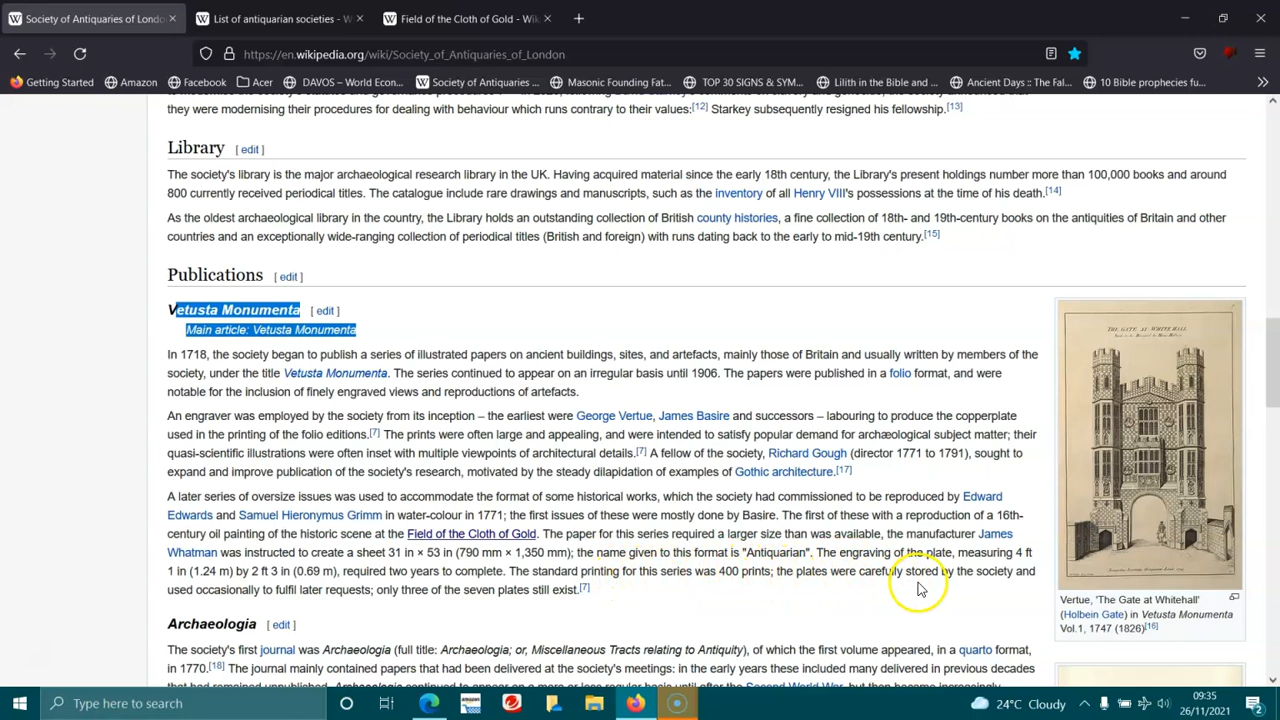 Society of Antiquaries of Londo
List of antiquarian societies - W
Field of the Cloth of Gold - Wik
https://en.wikipedia.org/wiki/Society_of_Antiquaries_of_London
Getting Started
Amazon
Facebook
Acer
DAVOS – World Econ...
Society of Antiquaries ...
Masonic Founding Fat...
TOP 30 SIGNS & SYM...
Lilith in the Bible and ...
Ancient Days :: The Fal...
10 Bible prophecies fu...
they were modernising their procedures for dealing with behaviour which runs contrary to their values:[12] Starkey subsequently resigned his fellowship.[13]
Library [ edit ]
The society's library is the major archaeological research library in the UK. Having acquired material since the early 18th century, the Library's present holdings number more than 100,000 books and around
800 currently received periodical titles. The catalogue include rare drawings and manuscripts, such as the inventory of all Henry VIII's possessions at the time of his death.[14]
As the oldest archaeological library in the country, the Library holds an outstanding collection of British county histories, a fine collection of 18th- and 19th-century books on the antiquities of Britain and other
countries and an exceptionally wide-ranging collection of periodical titles (British and foreign) with runs dating back to the early to mid-19th century.[15]
Publications [ edit ]
Vetusta Monumenta [ edit ]
Main article: Vetusta Monumenta
In 1718, the society began to publish a series of illustrated papers on ancient buildings, sites, and artefacts, mainly those of Britain and usually written by members of the
society, under the title Vetusta Monumenta. The series continued to appear on an irregular basis until 1906. The papers were published in a folio format, and were
notable for the inclusion of finely engraved views and reproductions of artefacts.
An engraver was employed by the society from its inception – the earliest were George Vertue, James Basire and successors – labouring to produce the copperplate
used in the printing of the folio editions.[7] The prints were often large and appealing, and were intended to satisfy popular demand for archæological subject matter; their
quasi-scientific illustrations were often inset with multiple viewpoints of architectural details.[7] A fellow of the society, Richard Gough (director 1771 to 1791), sought to
expand and improve publication of the society's research, motivated by the steady dilapidation of examples of Gothic architecture.[17]
A later series of oversize issues was used to accommodate the format of some historical works, which the society had commissioned to be reproduced by Edward
Edwards and Samuel Hieronymus Grimm in water-colour in 1771; the first issues of these were mostly done by Basire. The first of these with a reproduction of a 16th-
century oil painting of the historic scene at the Field of the Cloth of Gold. The paper for this series required a larger size than was available, the manufacturer James
Whatman was instructed to create a sheet 31 in × 53 in (790 mm × 1,350 mm); the name given to this format is "Antiquarian". The engraving of the plate, measuring 4 ft
1 in (1.24 m) by 2 ft 3 in (0.69 m), required two years to complete. The standard printing for this series was 400 prints; the plates were carefully stored by the society and
used occasionally to fulfil later requests; only three of the seven plates still exist.[7]
THE GATE AT WHITEHALL
Vertue, 'The Gate at Whitehall'
(Holbein Gate) in Vetusta Monumenta
Vol.1, 1747 (1826)[16]
Archaeologia [ edit ]
The society's first journal was Archaeologia (full title: Archaeologia; or, Miscellaneous Tracts relating to Antiquity), of which the first volume appeared, in a quarto format,
in 1770.[18] The journal mainly contained papers that had been delivered at the society's meetings: in the early years these included many delivered in previous decades
Type here to search
24°C Cloudy
09:35
26/11/2021
2